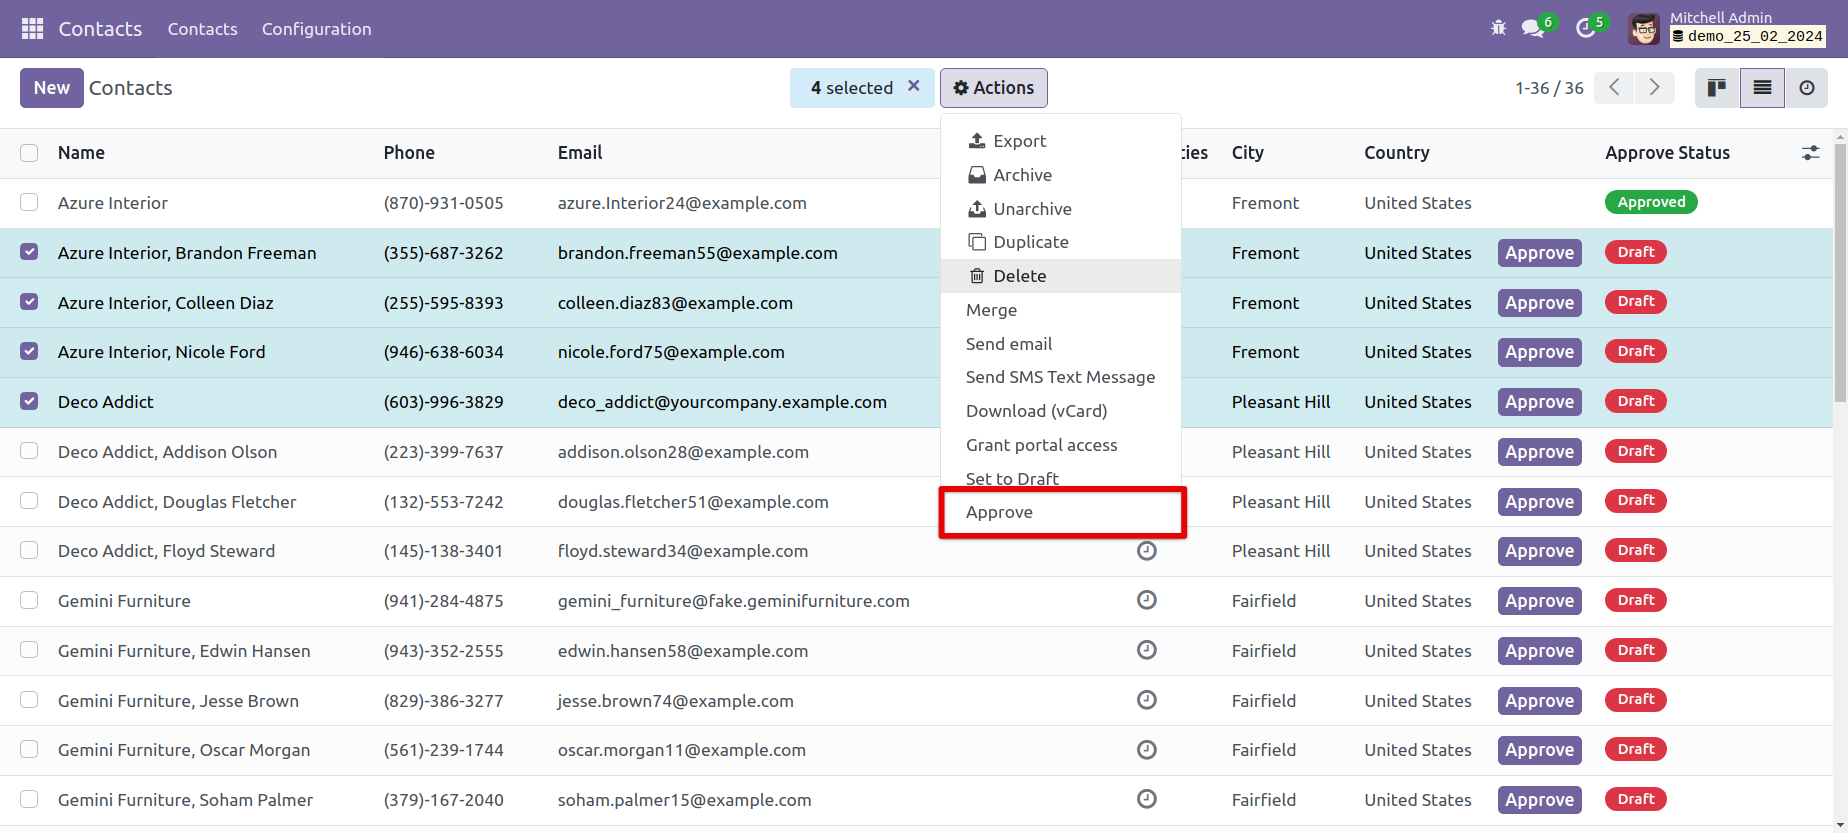 Contacts Contacts Configuration 6 5 Mitchell Admin
demo_25_02_2024
New Contacts 4 selected Actions 1-36 / 36
Export
Archive
Unarchive
Duplicate
Delete
Merge
Send email
Send SMS Text Message
Download (vCard)
Grant portal access
Set to Draft
Approve
Name Phone Email ties City Country Approve Status
Azure Interior (870)-931-0505 azure.Interior24@example.com Fremont United States Approved
Azure Interior, Brandon Freeman (355)-687-3262 brandon.freeman55@example.com Fremont United States Approve Draft
Azure Interior, Colleen Diaz (255)-595-8393 colleen.diaz83@example.com Fremont United States Approve Draft
Azure Interior, Nicole Ford (946)-638-6034 nicole.ford75@example.com Fremont United States Approve Draft
Deco Addict (603)-996-3829 deco_addict@yourcompany.example.com Pleasant Hill United States Approve Draft
Deco Addict, Addison Olson (223)-399-7637 addison.olson28@example.com Pleasant Hill United States Approve Draft
Deco Addict, Douglas Fletcher (132)-553-7242 douglas.fletcher51@example.com Pleasant Hill United States Approve Draft
Deco Addict, Floyd Steward (145)-138-3401 floyd.steward34@example.com Pleasant Hill United States Approve Draft
Gemini Furniture (941)-284-4875 gemini_furniture@fake.geminifurniture.com Fairfield United States Approve Draft
Gemini Furniture, Edwin Hansen (943)-352-2555 edwin.hansen58@example.com Fairfield United States Approve Draft
Gemini Furniture, Jesse Brown (829)-386-3277 jesse.brown74@example.com Fairfield United States Approve Draft
Gemini Furniture, Oscar Morgan (561)-239-1744 oscar.morgan11@example.com Fairfield United States Approve Draft
Gemini Furniture, Soham Palmer (379)-167-2040 soham.palmer15@example.com Fairfield United States Approve Draft